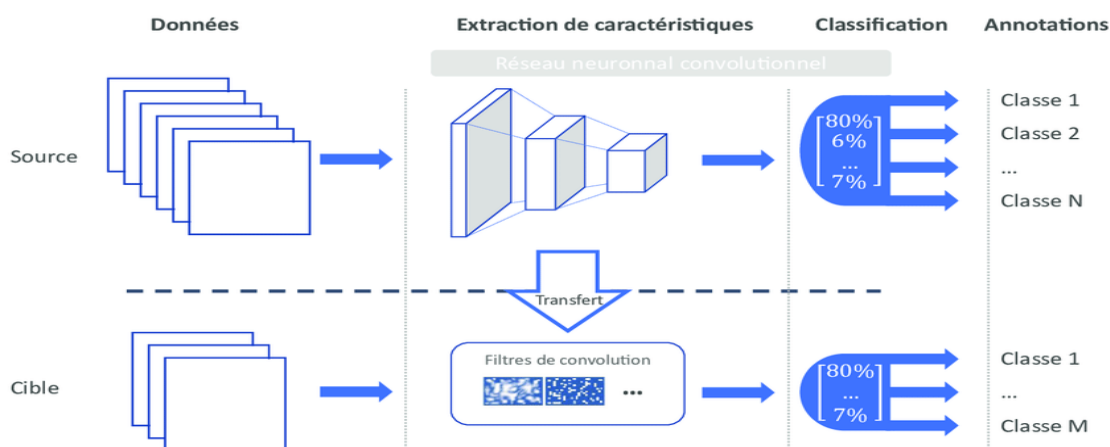 Données
Extraction de caractéristiques
Classification
Annotations
Réseau neuronnal convolutionnel
Source
80%
6%
...
7%
Classe 1
Classe 2
...
Classe N
Transfert
Cible
Filtres de convolution
...
80%
...
7%
Classe 1
...
Classe M